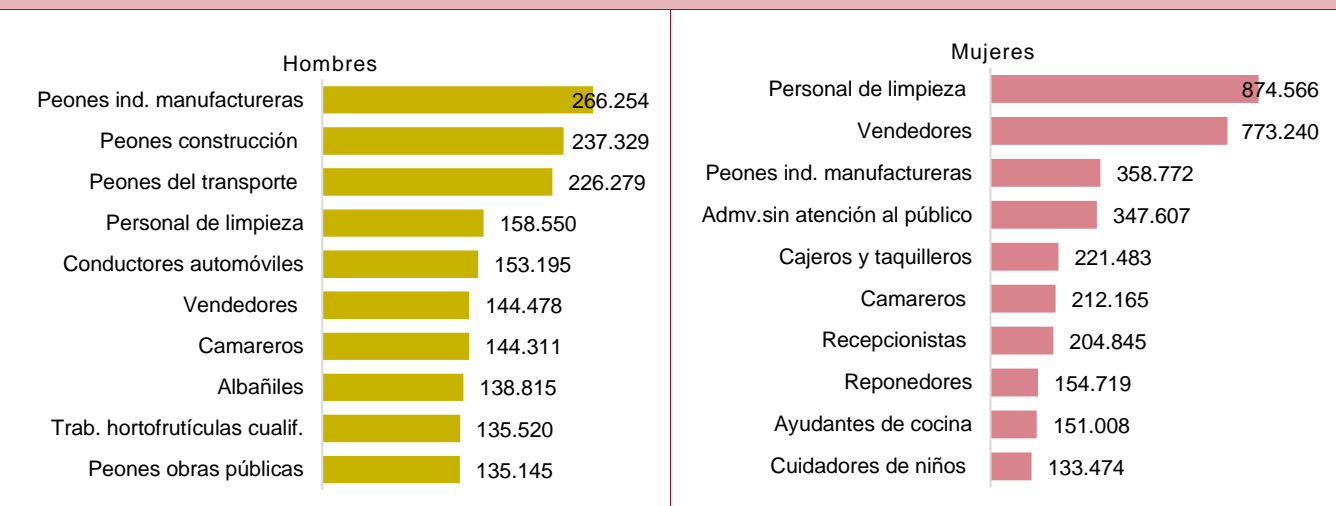 Hombres
Peones ind. manufactureras 266.254
Peones construcción 237.329
Peones del transporte 226.279
Personal de limpieza 158.550
Conductores automóviles 153.195
Vendedores 144.478
Camareros 144.311
Albañiles 138.815
Trab. hortofrutículas cualif. 135.520
Peones obras públicas 135.145
Mujeres
Personal de limpieza 874.566
Vendedores 773.240
Peones ind. manufactureras 358.772
Admv.sin atención al público 347.607
Cajeros y taquilleros 221.483
Camareros 212.165
Recepcionistas 204.845
Reponedores 154.719
Ayudantes de cocina 151.008
Cuidadores de niños 133.474